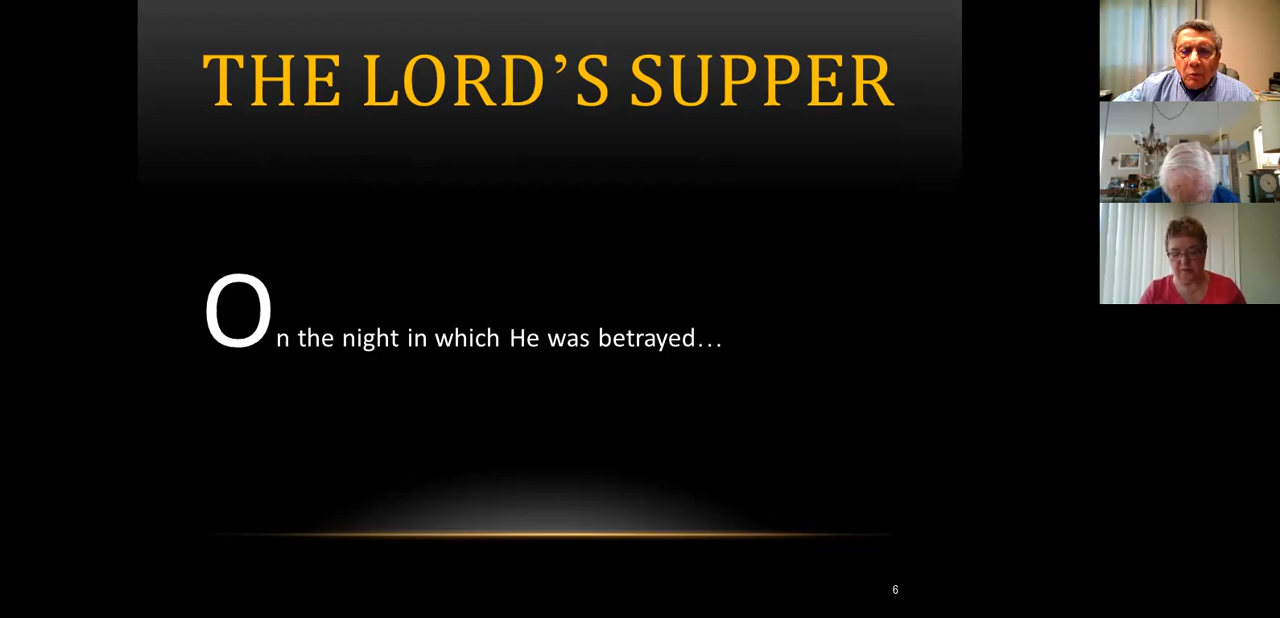 THE LORD’S SUPPER
On the night in which He was betrayed…
6